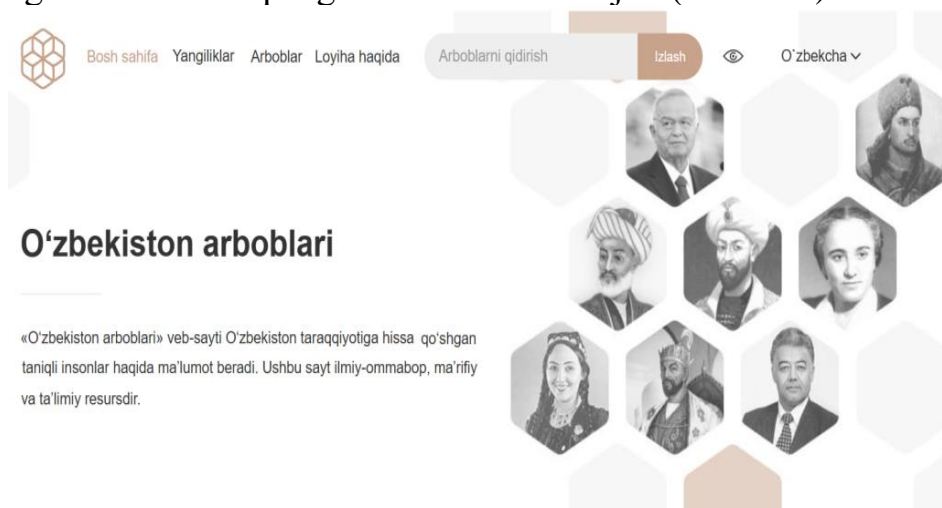 Bosh sahifa Yangiliklar Arboblar Loyiha haqida Arboblarni qidirish Izlash O`zbekcha
O‘zbekiston arboblari
«O‘zbekiston arboblari» veb-sayti O‘zbekiston taraqqiyotiga hissa qo‘shgan
taniqli insonlar haqida ma’lumot beradi. Ushbu sayt ilmiy-ommabop, ma’rifiy
va ta’limiy resursdir.